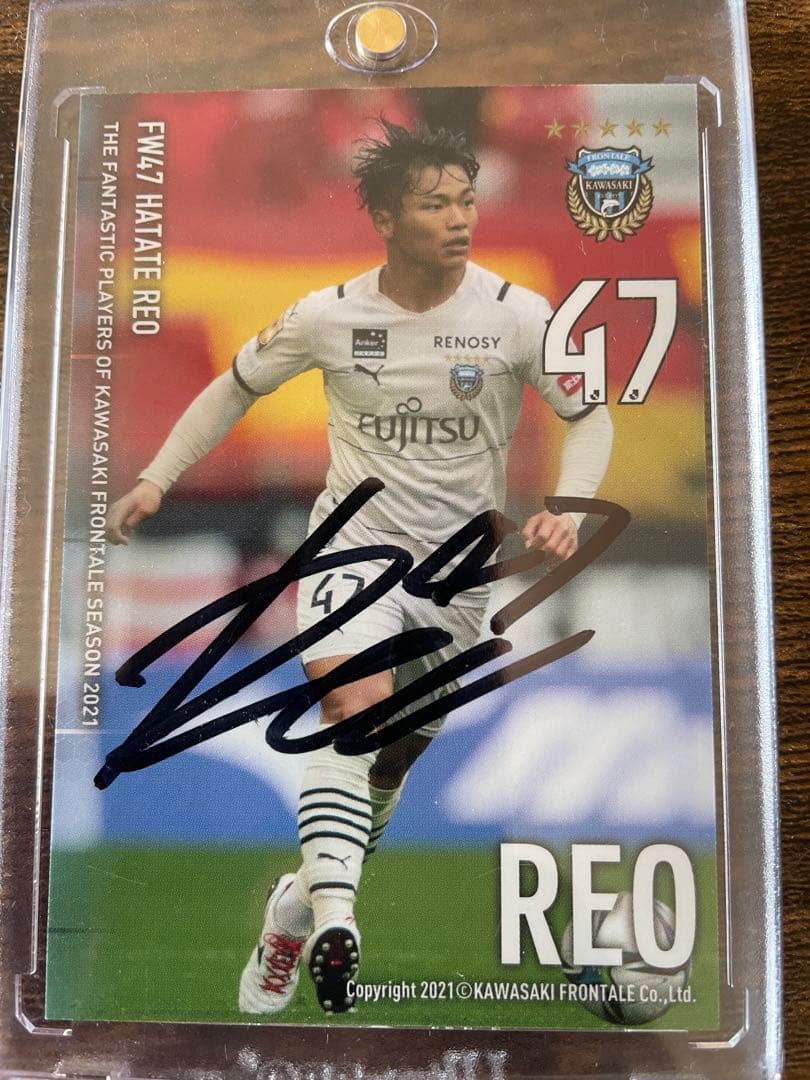 FW47 HATATE REO
THE FANTASTIC PLAYERS OF KAWASAKI FRONTALE SEASON 2021
FRONTALE
KAWASAKI
47
Anker
RENOSY
FUJITSU
47
REO
Copyright 2021©KAWASAKI FRONTALE Co.,Ltd.